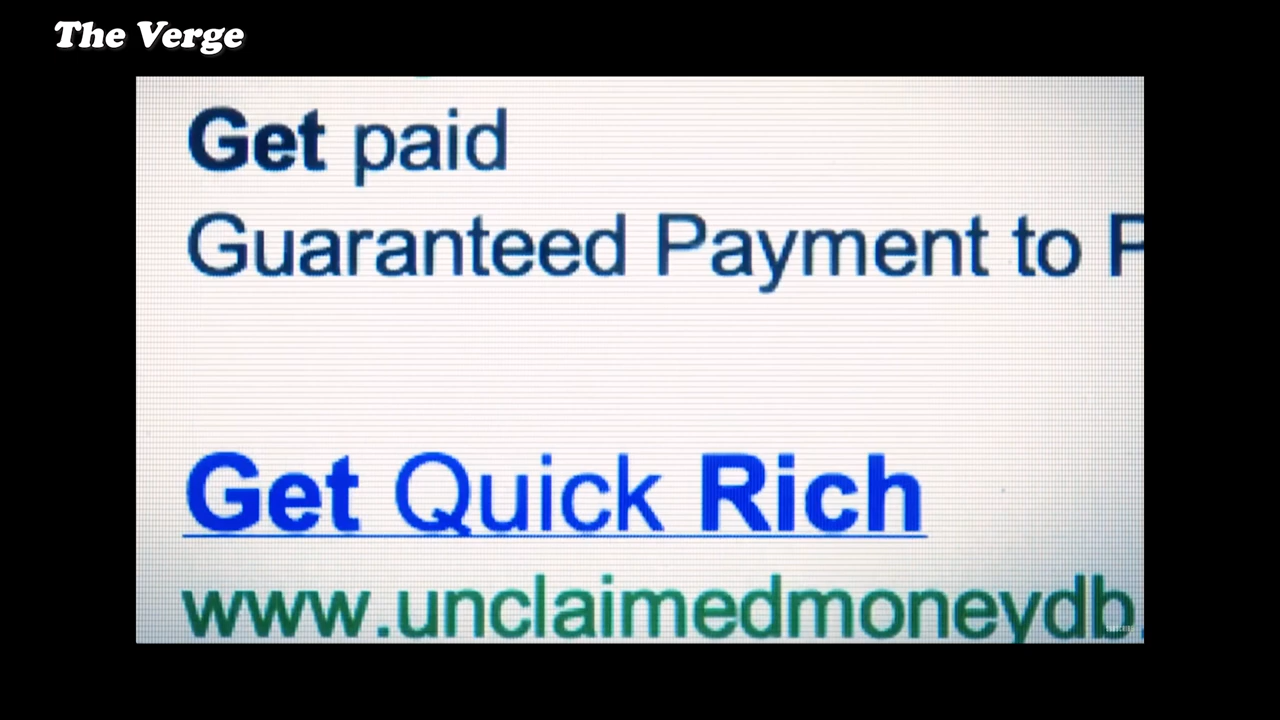 The Verge
Get paid
Guaranteed Payment to P
Get Quick Rich
www.unclaimedmoneydb.